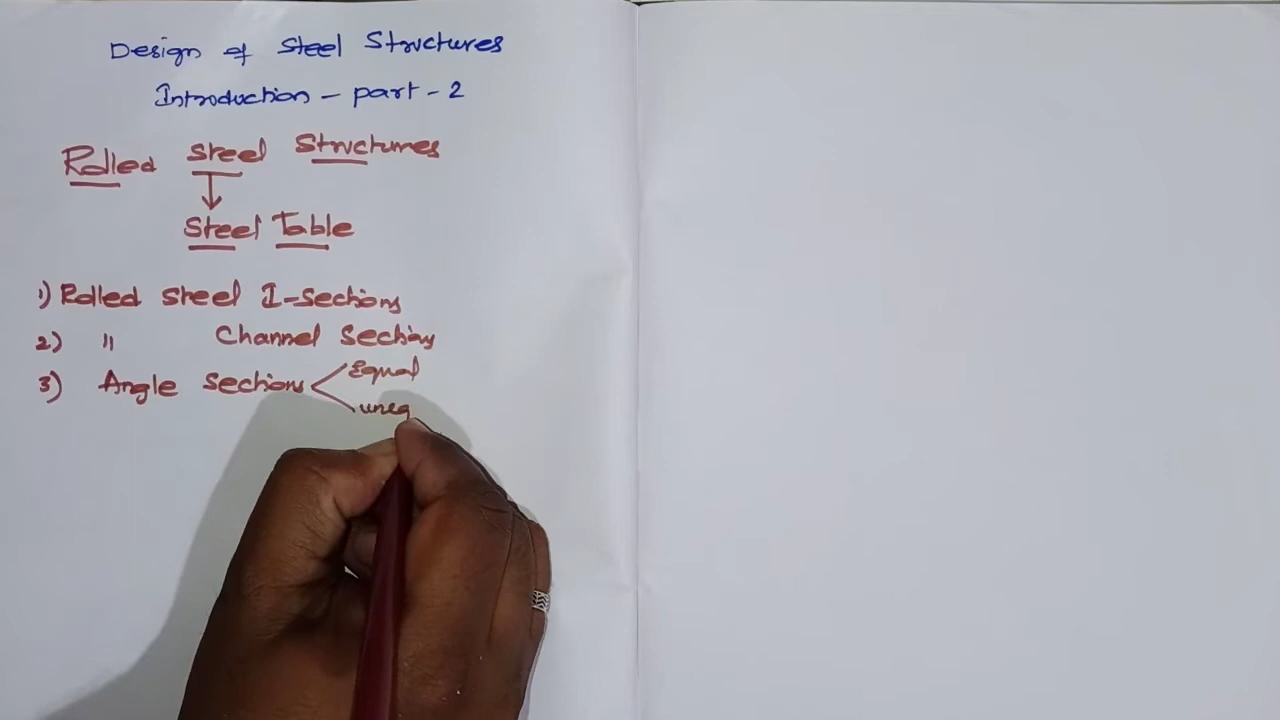 Design of Steel Structures
Introduction - part - 2
Rolled Steel Structures
Steel Table
1) Rolled Steel I-Sections
2) " Channel Sections
3) Angle Sections Equal
uneq